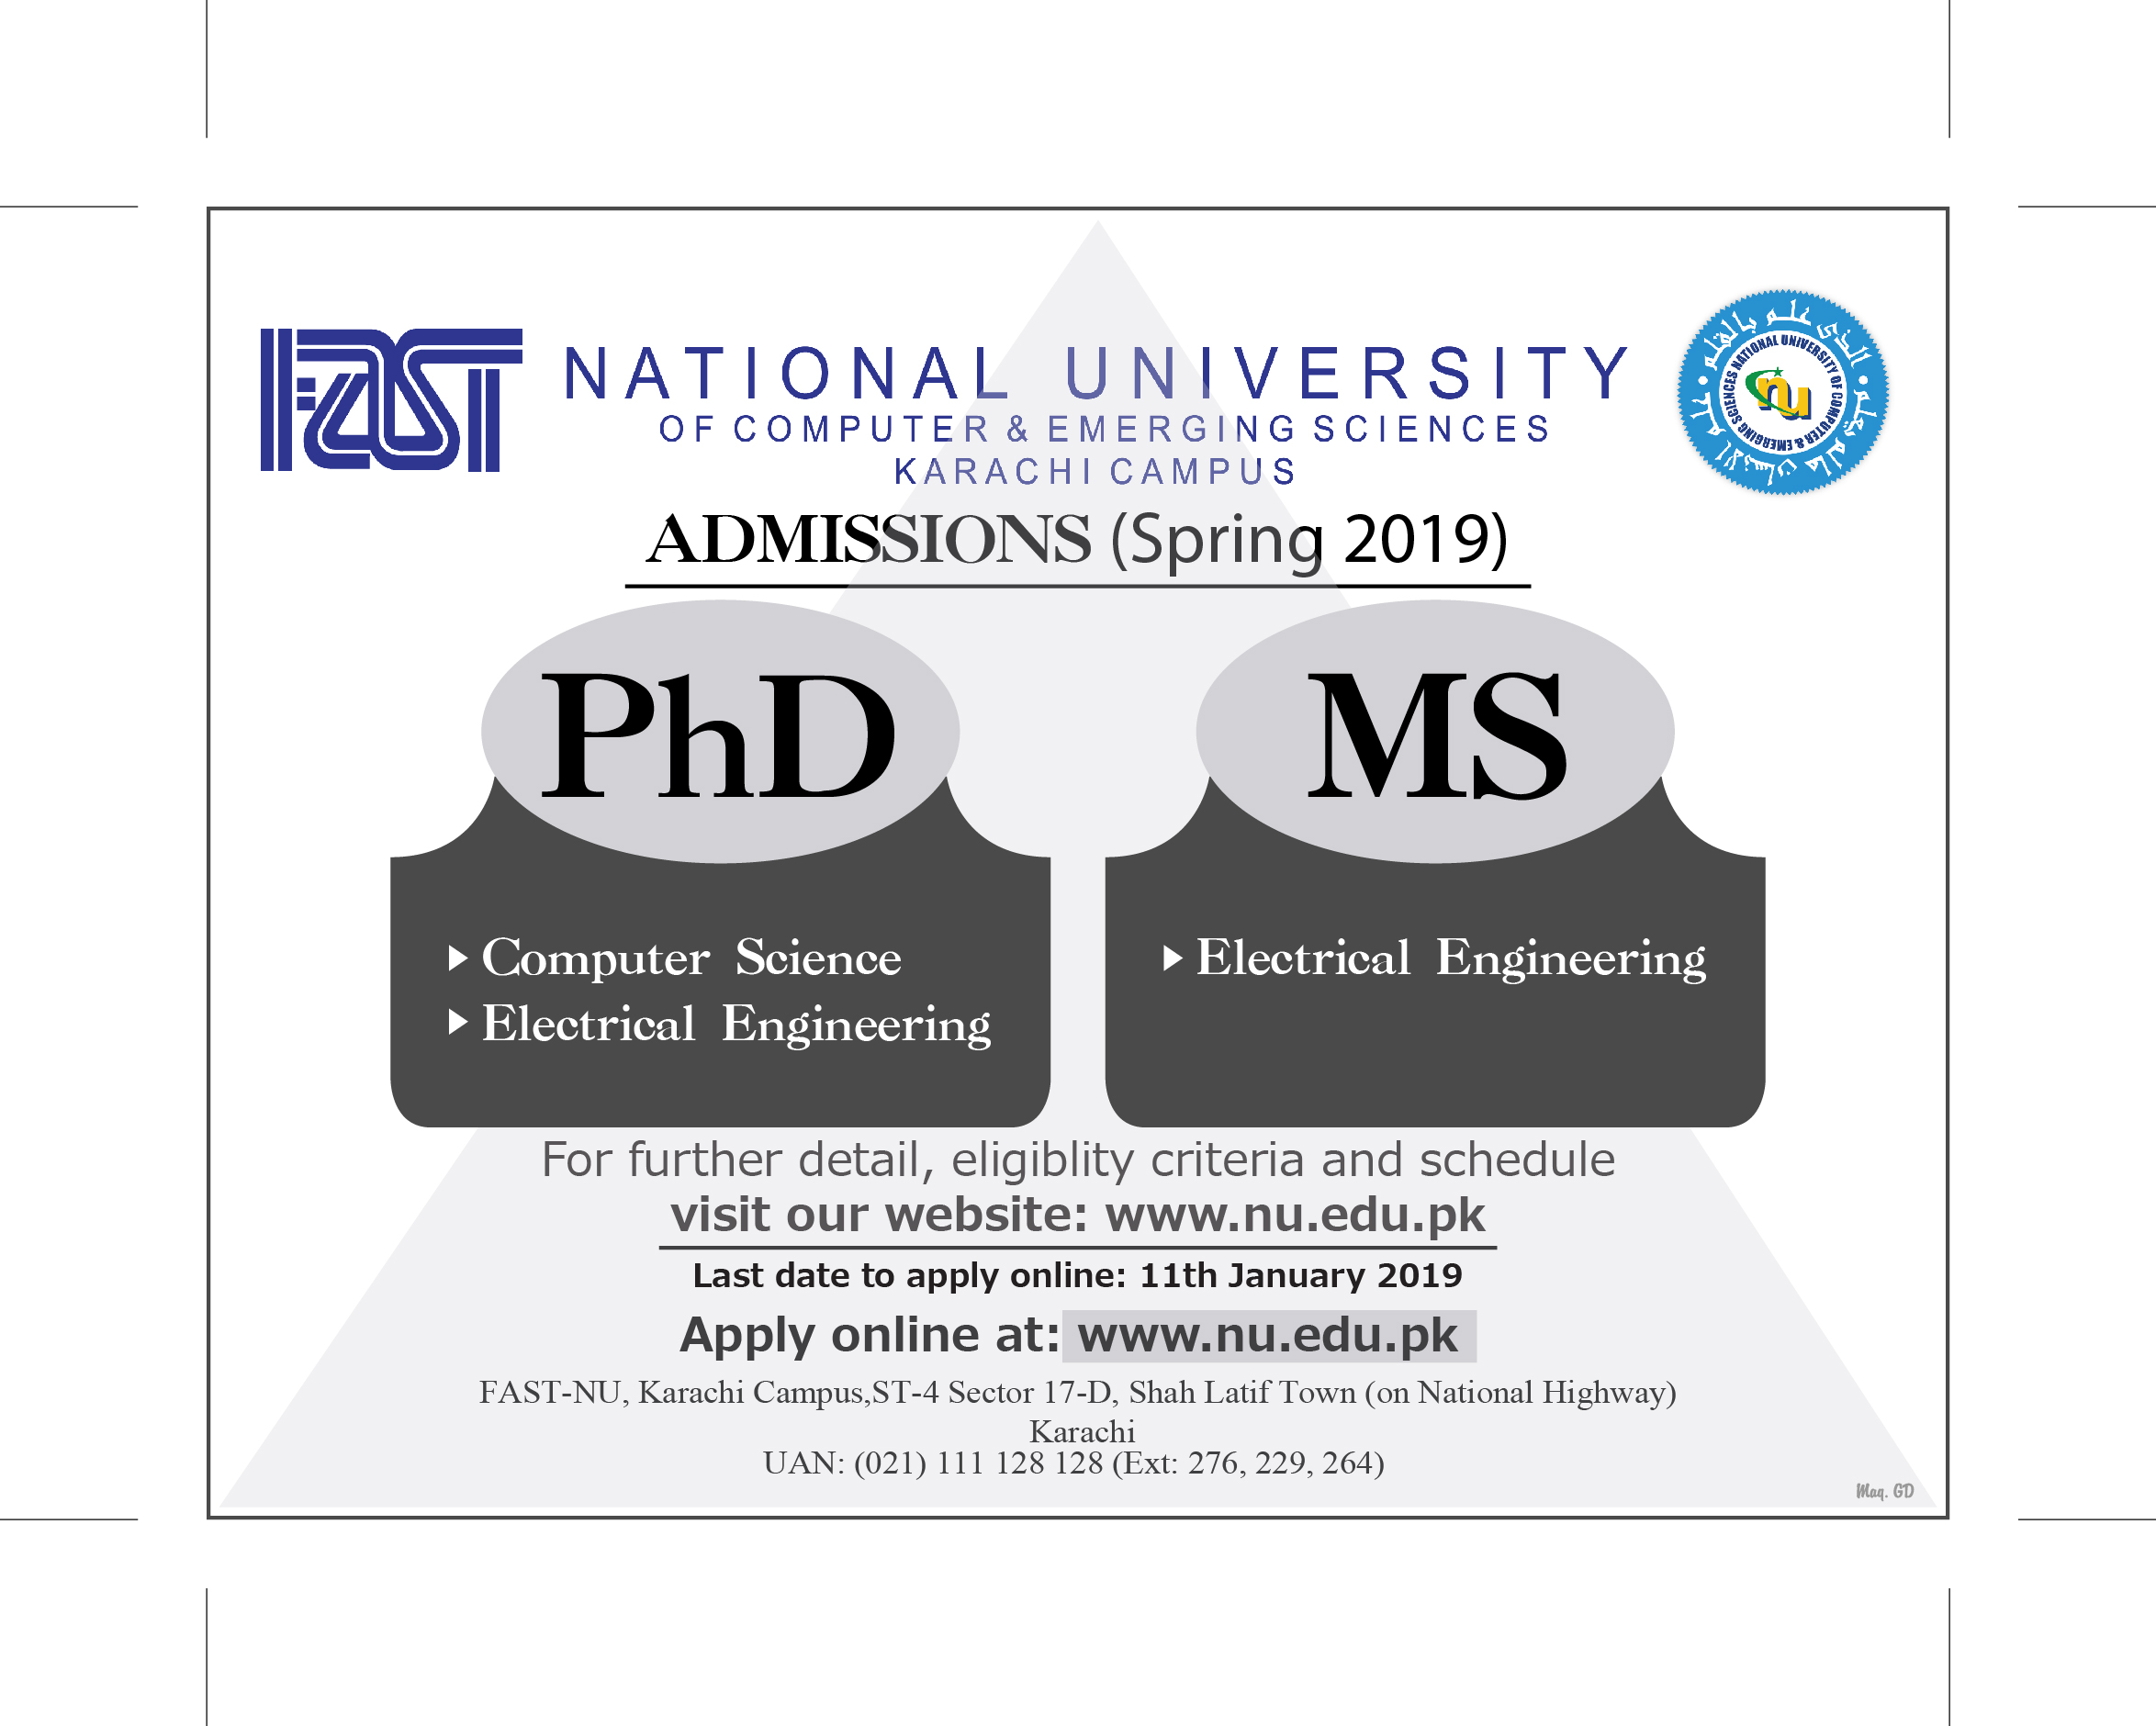 FAST
NATIONAL UNIVERSITY
OF COMPUTER & EMERGING SCIENCES
KARACHI CAMPUS
NATIONAL UNIVERSITY OF COMPUTER & EMERGING SCIENCES
nu
ADMISSIONS (Spring 2019)
PhD
Computer Science
Electrical Engineering
MS
Electrical Engineering
For further detail, eligiblity criteria and schedule
visit our website: www.nu.edu.pk
Last date to apply online: 11th January 2019
Apply online at: www.nu.edu.pk
FAST-NU, Karachi Campus,ST-4 Sector 17-D, Shah Latif Town (on National Highway)
Karachi
UAN: (021) 111 128 128 (Ext: 276, 229, 264)
Maq. GD